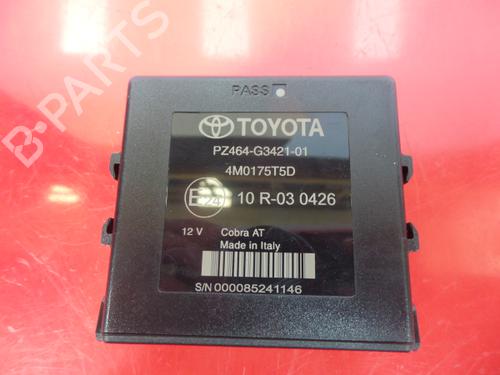 B-PARTS
PASS
TOYOTA
PZ464-G3421-01
4M0175T5D
E24 10 R-03 0426
12 V Cobra AT
Made in Italy
S/N 000085241146